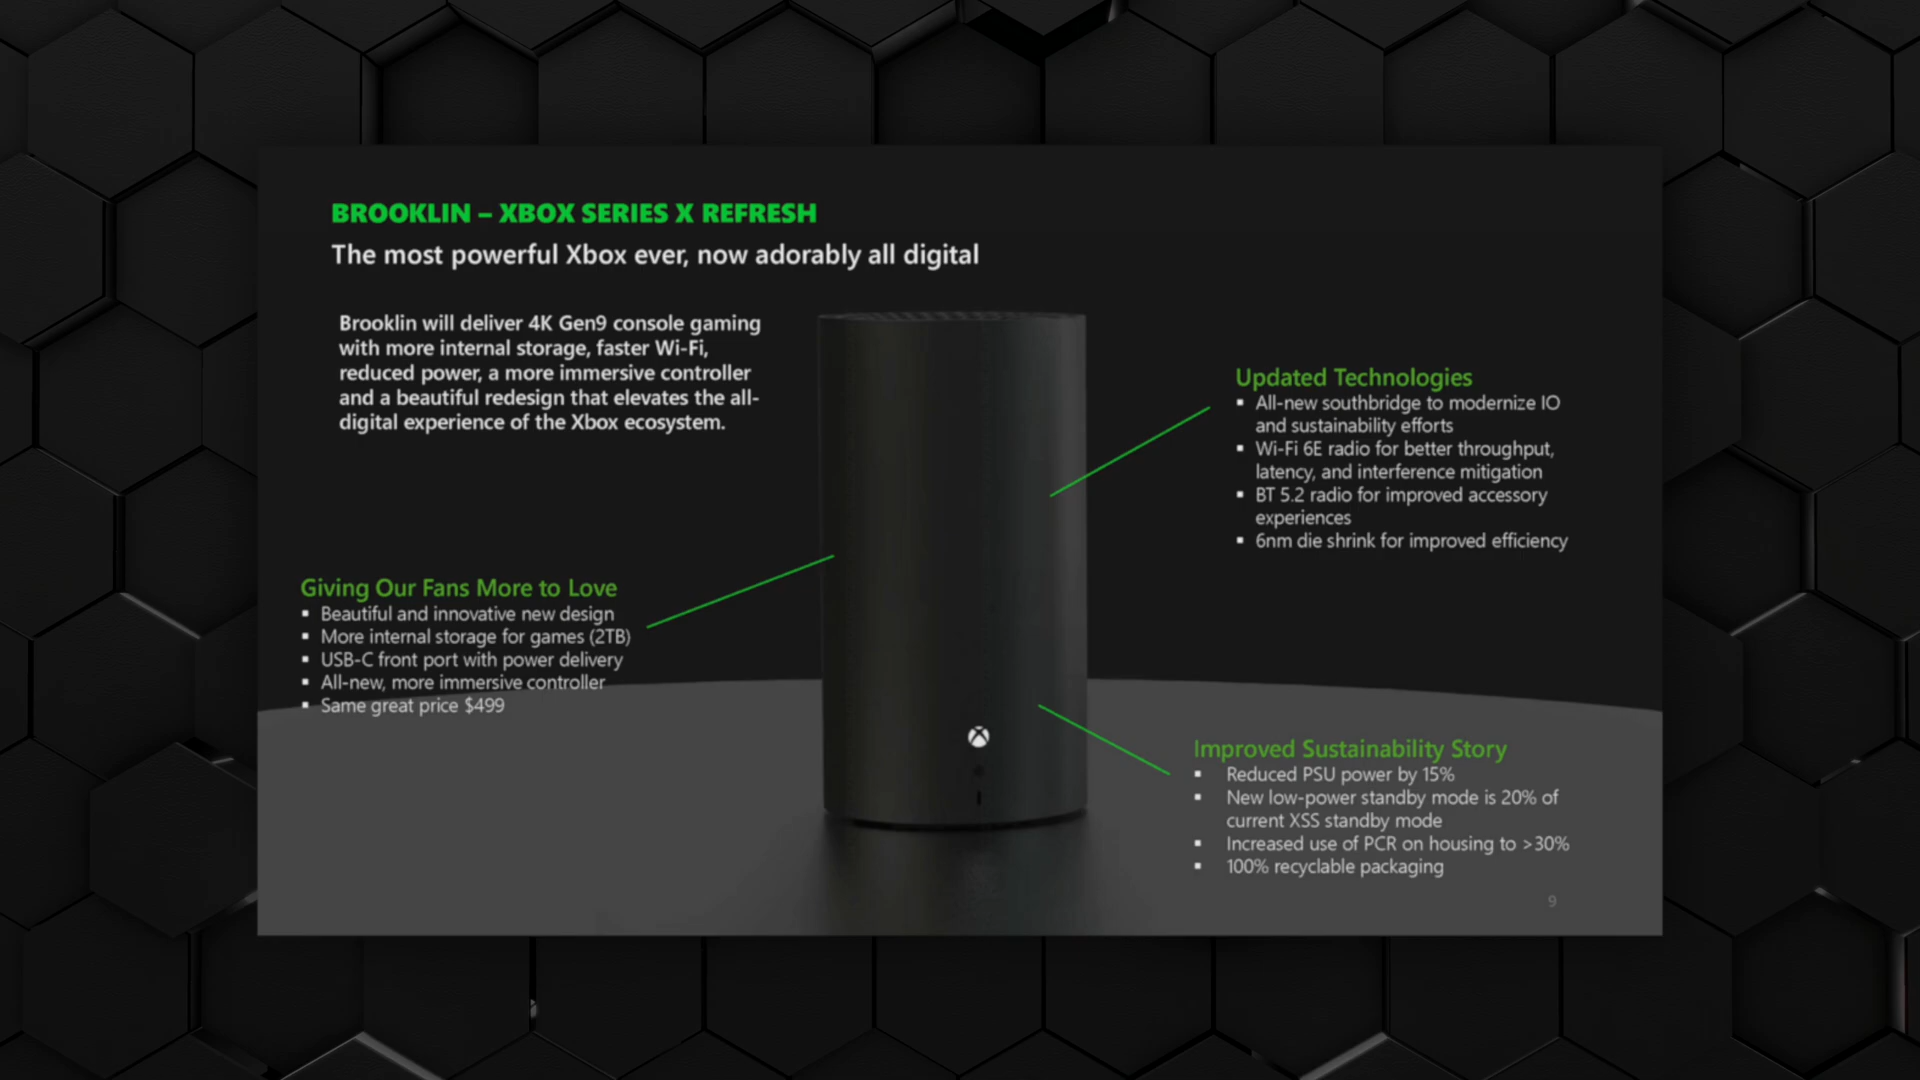 BROOKLIN – XBOX SERIES X REFRESH
The most powerful Xbox ever, now adorably all digital
Brooklin will deliver 4K Gen9 console gaming
with more internal storage, faster Wi-Fi,
reduced power, a more immersive controller
and a beautiful redesign that elevates the all-
digital experience of the Xbox ecosystem.
Giving Our Fans More to Love
▪ Beautiful and innovative new design
▪ More internal storage for games (2TB)
▪ USB-C front port with power delivery
▪ All-new, more immersive controller
▪ Same great price $499
Updated Technologies
▪ All-new southbridge to modernize IO
and sustainability efforts
▪ Wi-Fi 6E radio for better throughput,
latency, and interference mitigation
▪ BT 5.2 radio for improved accessory
experiences
▪ 6nm die shrink for improved efficiency
Improved Sustainability Story
▪ Reduced PSU power by 15%
▪ New low-power standby mode is 20% of
current XSS standby mode
▪ Increased use of PCR on housing to >30%
▪ 100% recyclable packaging
9